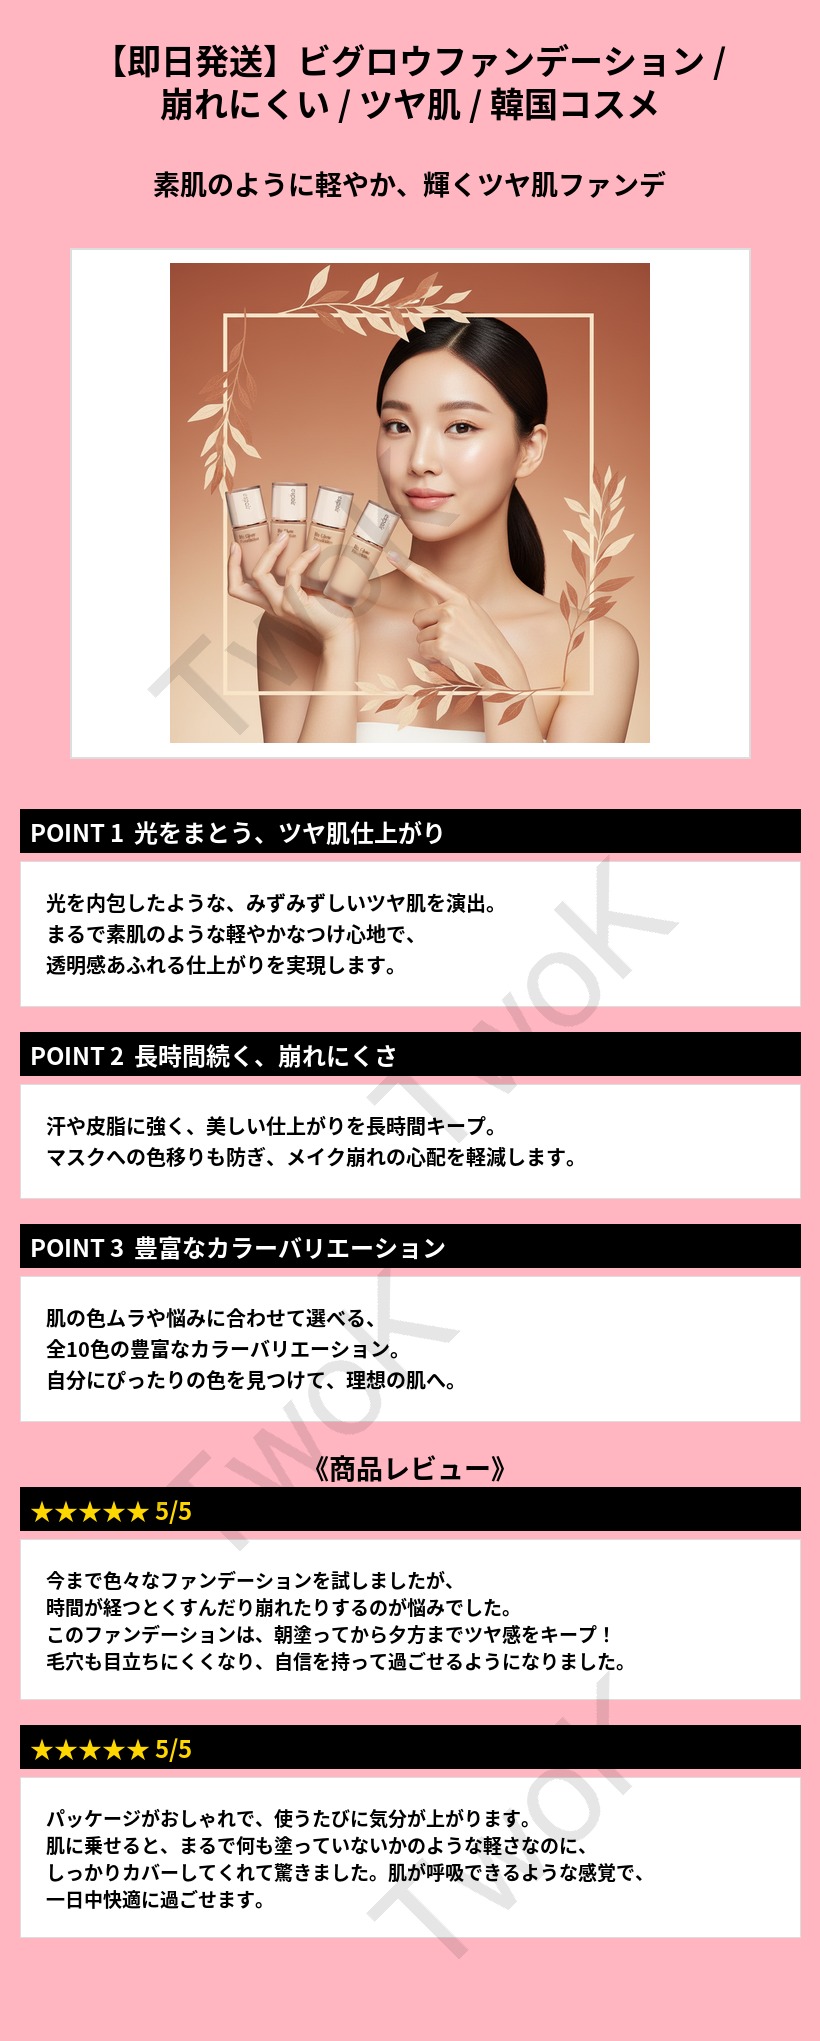 【即日発送】ビグロウファンデーション /
崩れにくい / ツヤ肌 / 韓国コスメ
素肌のように軽やか、輝くツヤ肌ファンデ
POINT 1 光をまとう、ツヤ肌仕上がり
光を内包したような、みずみずしいツヤ肌を演出。
まるで素肌のような軽やかなつけ心地で、
透明感あふれる仕上がりを実現します。
POINT 2 長時間続く、崩れにくさ
汗や皮脂に強く、美しい仕上がりを長時間キープ。
マスクへの色移りも防ぎ、メイク崩れの心配を軽減します。
POINT 3 豊富なカラーバリエーション
肌の色ムラや悩みに合わせて選べる、
全10色の豊富なカラーバリエーション。
自分にぴったりの色を見つけて、理想の肌へ。
《商品レビュー》
★★★★★ 5/5
今まで色々なファンデーションを試しましたが、
時間が経つとくすんだり崩れたりするのが悩みでした。
このファンデーションは、朝塗ってから夕方までツヤ感をキープ！
毛穴も目立ちにくくなり、自信を持って過ごせるようになりました。
★★★★★ 5/5
パッケージがおしゃれで、使うたびに気分が上がります。
肌に乗せると、まるで何も塗っていないかのような軽さなのに、
しっかりカバーしてくれて驚きました。肌が呼吸できるような感覚で、
一日中快適に過ごせます。
TwoK
TwoK
TwoK
TwoK